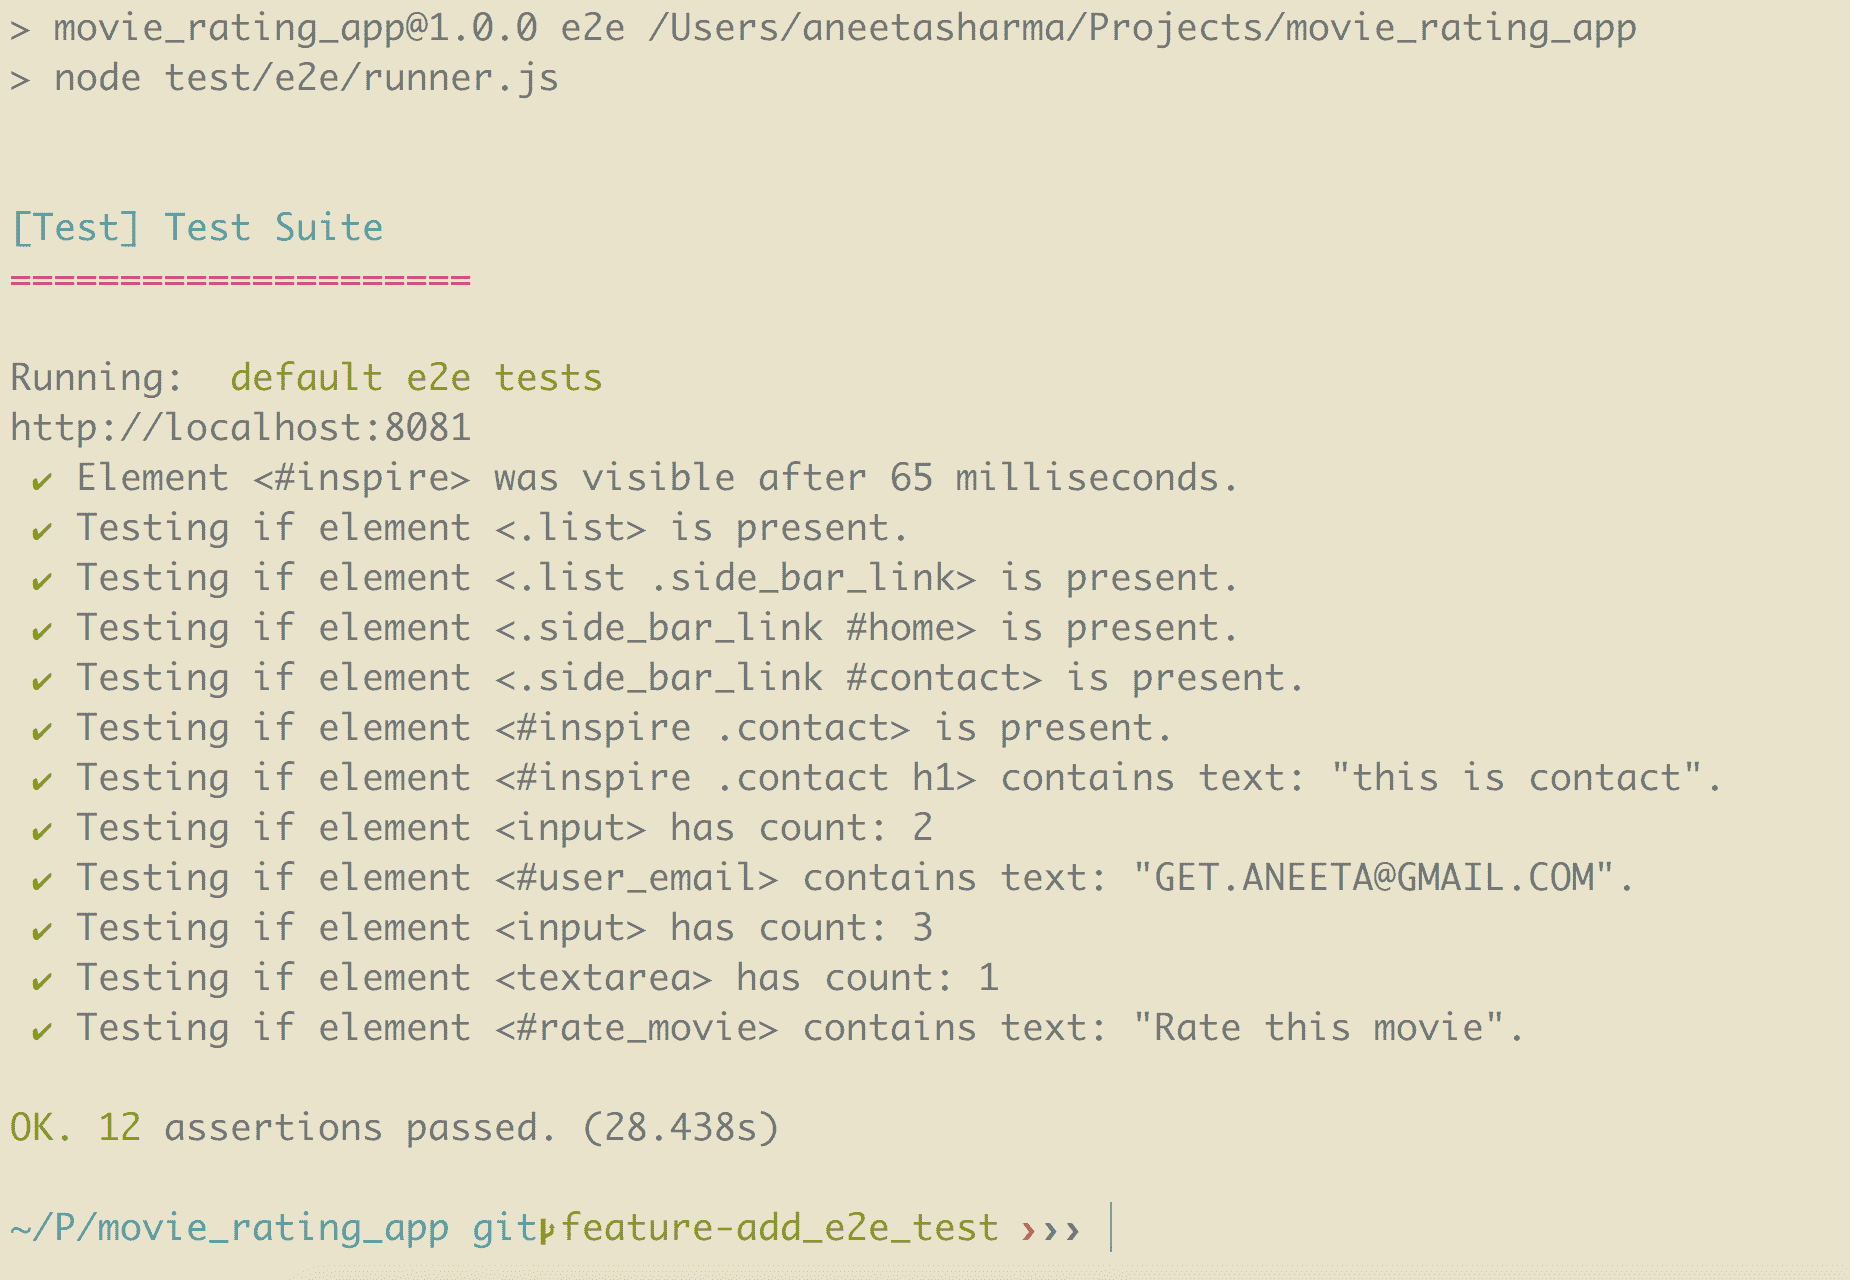 > movie_rating_app@1.0.0 e2e /Users/aneetasharma/Projects/movie_rating_app
> node test/e2e/runner.js
[Test] Test Suite
=====================
Running:  default e2e tests
http://localhost:8081
✔ Element <#inspire> was visible after 65 milliseconds.
✔ Testing if element <.list> is present.
✔ Testing if element <.list .side_bar_link> is present.
✔ Testing if element <.side_bar_link #home> is present.
✔ Testing if element <.side_bar_link #contact> is present.
✔ Testing if element <#inspire .contact> is present.
✔ Testing if element <#inspire .contact h1> contains text: "this is contact".
✔ Testing if element <input> has count: 2
✔ Testing if element <#user_email> contains text: "GET.ANEETA@GMAIL.COM".
✔ Testing if element <input> has count: 3
✔ Testing if element <textarea> has count: 1
✔ Testing if element <#rate_movie> contains text: "Rate this movie".
OK. 12 assertions passed. (28.438s)
~/P/movie_rating_app git feature-add_e2e_test ❯❯❯